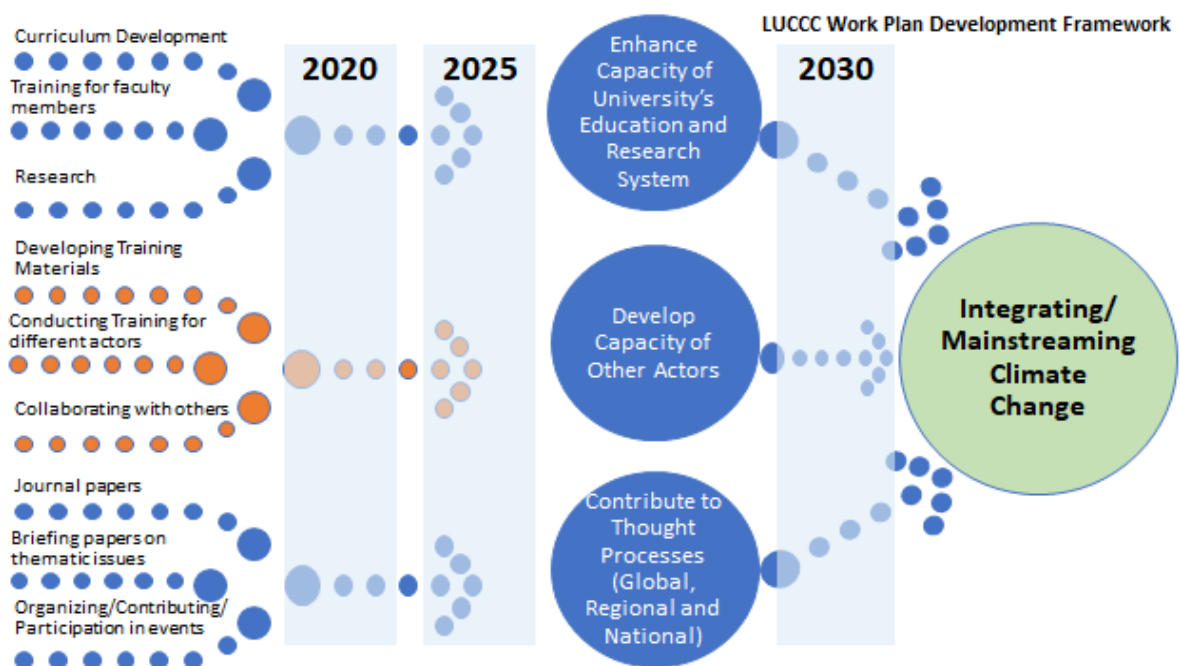 LUCCC Work Plan Development Framework
Curriculum Development
Training for faculty
members
Research
Developing Training
Materials
Conducting Training for
different actors
Collaborating with others
Journal papers
Briefing papers on
thematic issues
Organizing/Contributing/
Participation in events
2020
2025
Enhance
Capacity of
University's
Education and
Research
System
Develop
Capacity of
Other Actors
Contribute to
Thought
Processes
(Global,
Regional and
National)
2030
Integrating/
Mainstreaming
Climate
Change